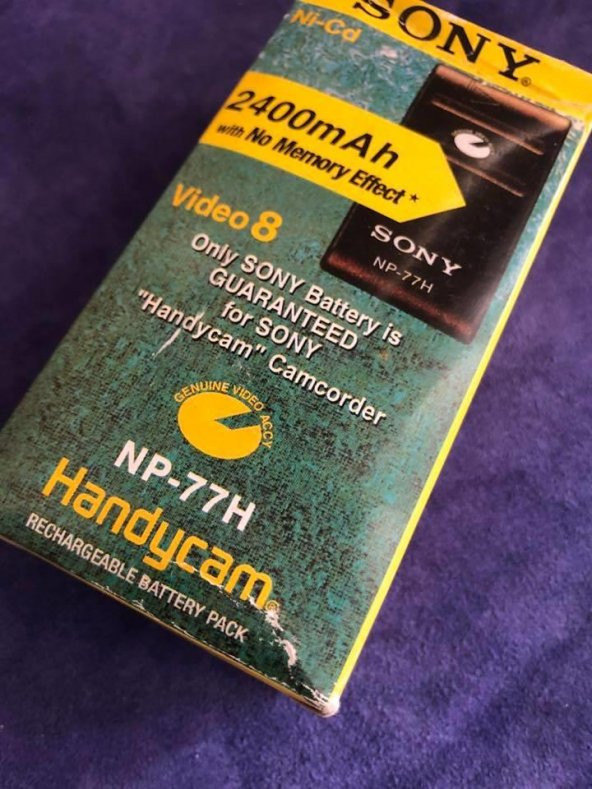 SONY®
Ni-Cd
2400mAh
with No Memory Effect*
SONY
NP-77H
Video 8
Only SONY Battery is
GUARANTEED
for SONY
"Handycam" Camcorder
GENUINE VIDEO ACCY
NP-77H
Handycam®
RECHARGEABLE BATTERY PACK